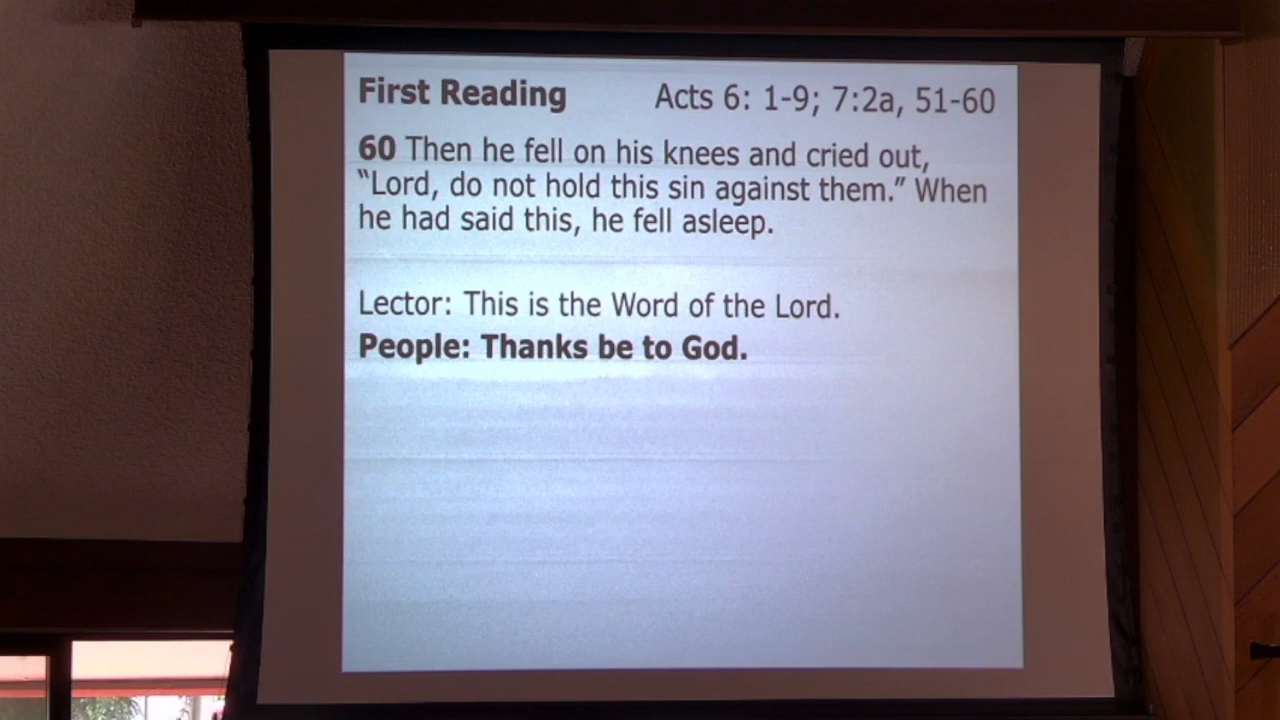 First Reading Acts 6: 1-9; 7:2a, 51-60
60 Then he fell on his knees and cried out,
“Lord, do not hold this sin against them.” When
he had said this, he fell asleep.
Lector: This is the Word of the Lord.
People: Thanks be to God.